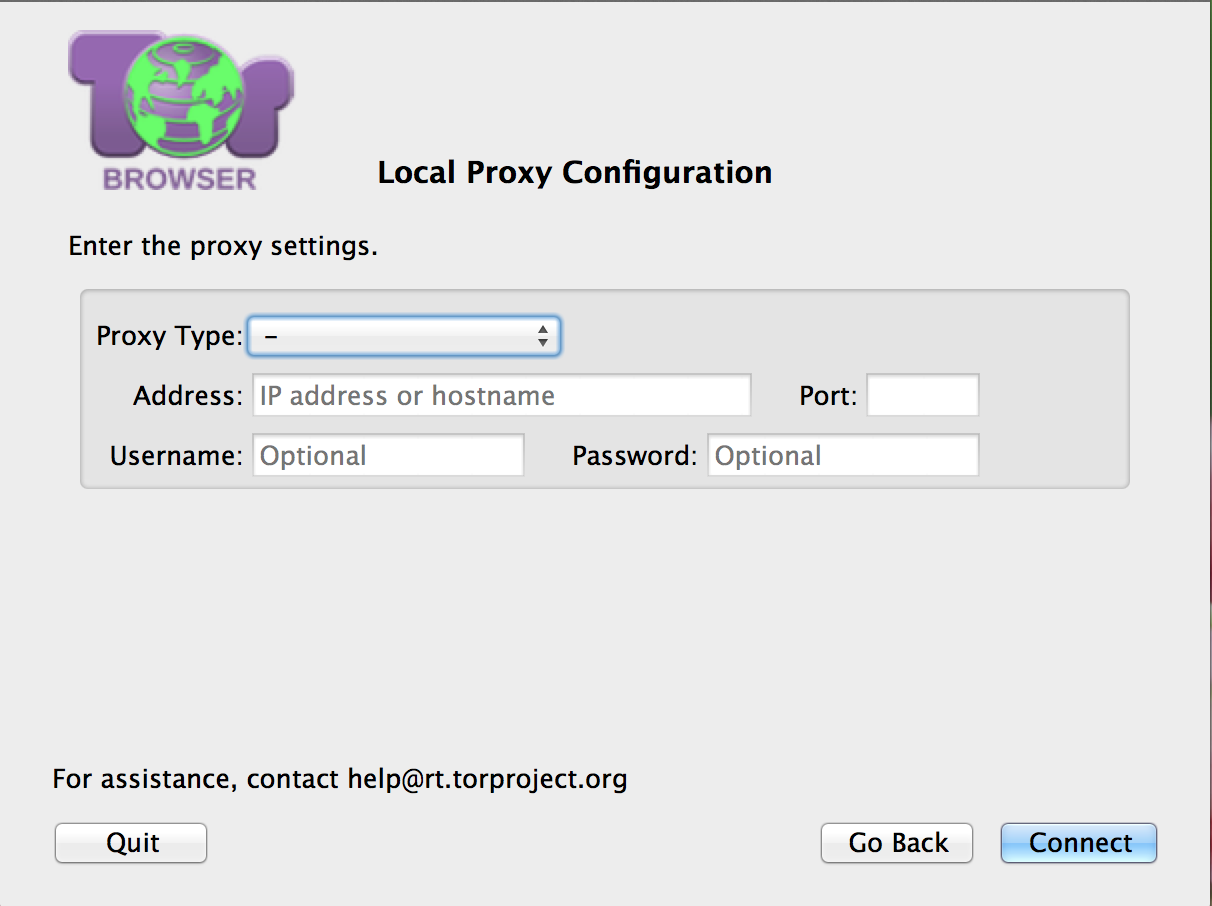 Tor
BROWSER
Local Proxy Configuration
Enter the proxy settings.
Proxy Type: –
Address: IP address or hostname Port:
Username: Optional Password: Optional
For assistance, contact help@rt.torproject.org
Quit Go Back Connect